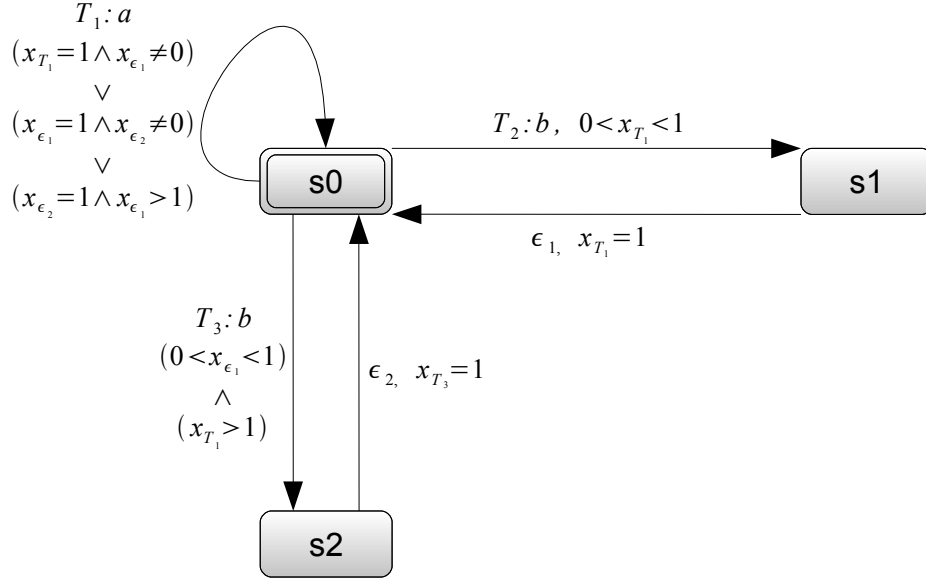 T₁:a
(x_{T₁}=1∧x_{ϵ₁}≠0)
∨
(x_{ϵ₁}=1∧x_{ϵ₂}≠0)
∨
(x_{ϵ₂}=1∧x_{ϵ₁}>1)
T₂:b, 0<x_{T₁}<1
s0
s1
ϵ₁, x_{T₁}=1
T₃:b
(0<x_{ϵ₁}<1)
∧
(x_{T₁}>1)
ϵ₂, x_{T₃}=1
s2